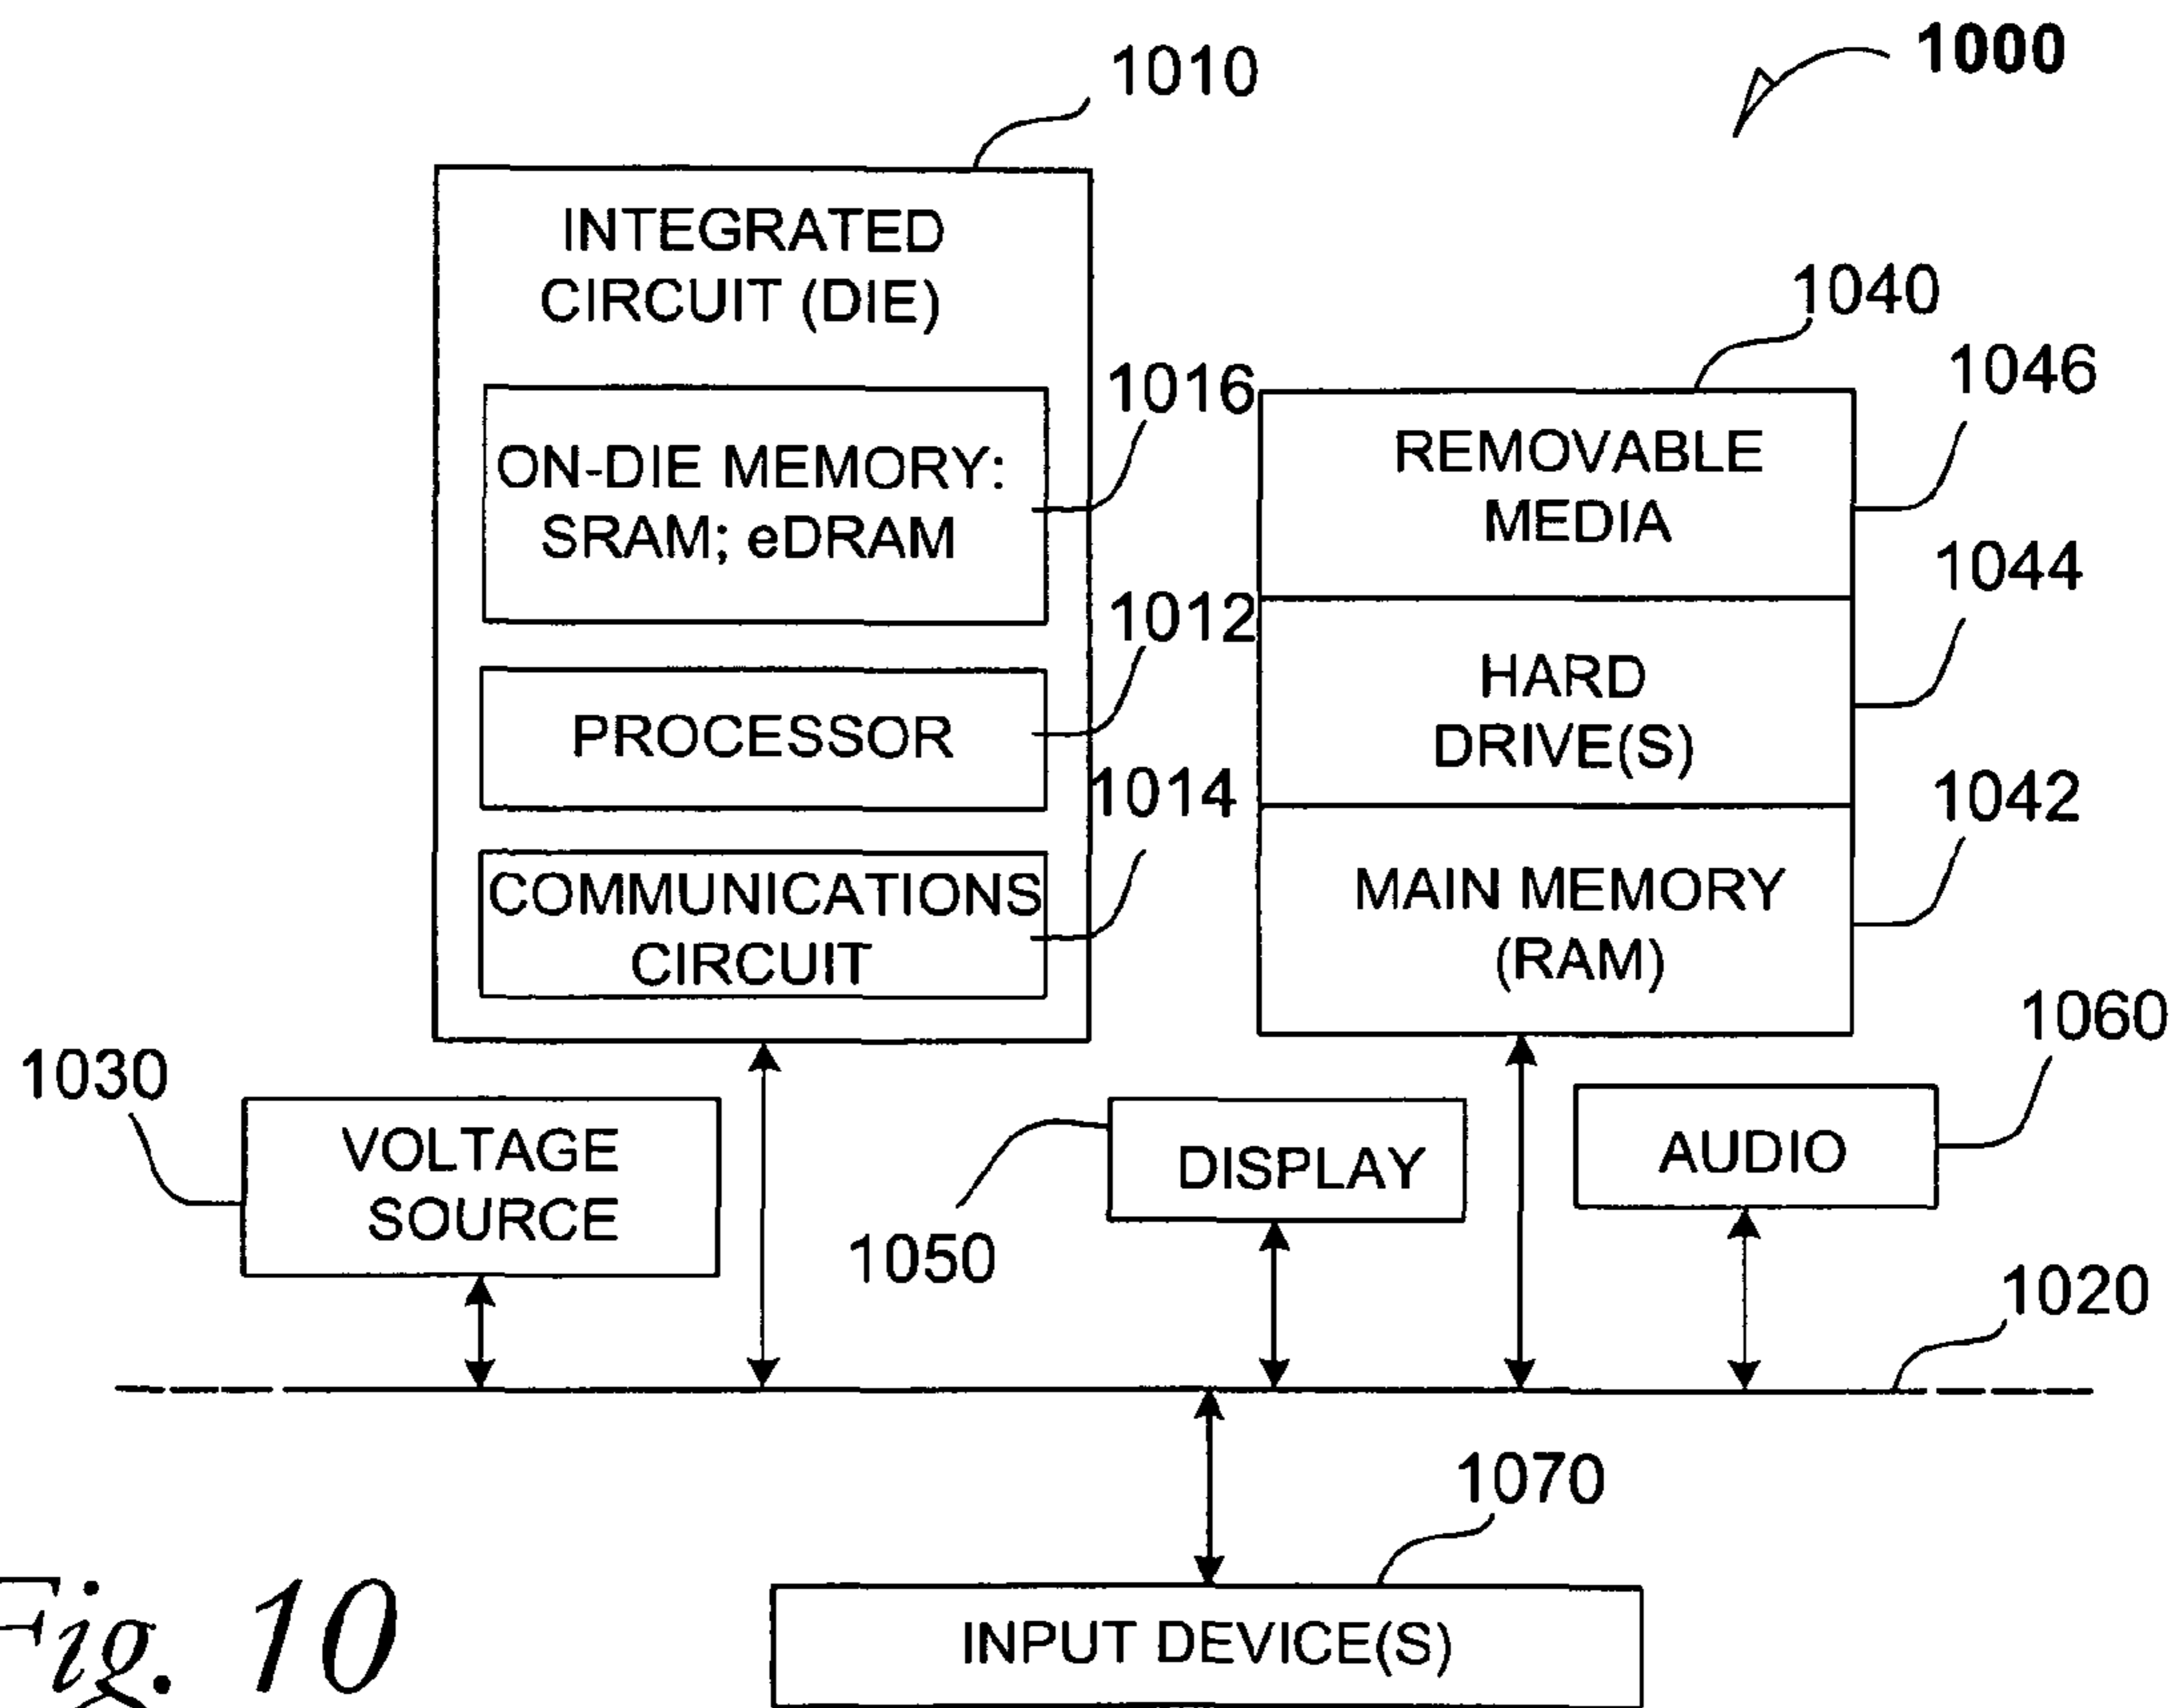 1000
1010
INTEGRATED
CIRCUIT (DIE)
1040
1016
1046
ON-DIE MEMORY:
SRAM; eDRAM
REMOVABLE
MEDIA
1044
1012
HARD
DRIVE(S)
PROCESSOR
1014
1042
COMMUNICATIONS
CIRCUIT
MAIN MEMORY
(RAM)
1060
1030
VOLTAGE
SOURCE
DISPLAY
AUDIO
1050
1020
1070
INPUT DEVICE(S)
Fig. 10